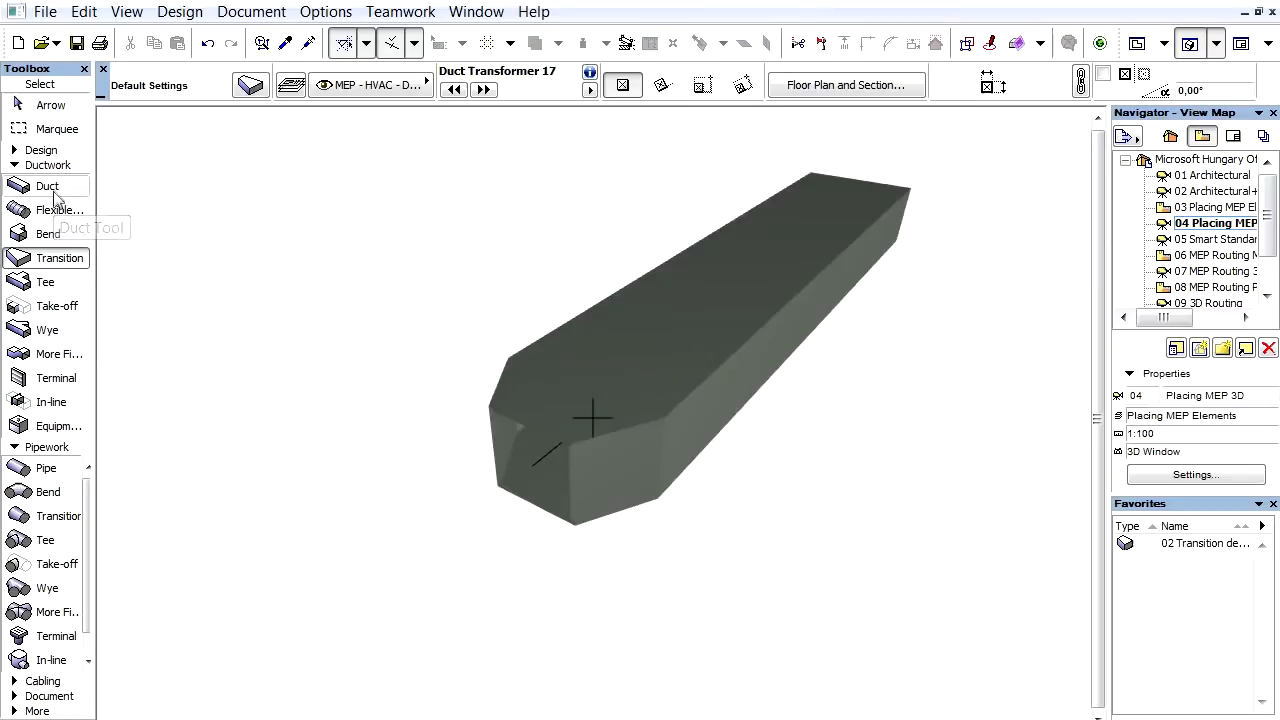 File Edit View Design Document Options Teamwork Window Help
Toolbox
Select
Arrow
Marquee
Design
Ductwork
Duct
Flexible...
Bend
Duct Tool
Transition
Tee
Take-off
Wye
More Fi...
Terminal
In-line
Equipm...
Pipework
Pipe
Bend
Transition
Tee
Take-off
Wye
More Fi...
Terminal
In-line
Cabling
Document
More
Default Settings
MEP - HVAC - D...
Duct Transformer 17
Floor Plan and Section...
0,00°
Navigator - View Map
Microsoft Hungary Of
01 Architectural
02 Architectural+
03 Placing MEP El
04 Placing MEP
05 Smart Standar
06 MEP Routing M
07 MEP Routing 3
08 MEP Routing P
09 3D Routing
Properties
04 Placing MEP 3D
Placing MEP Elements
1:100
3D Window
Settings...
Favorites
Type Name
02 Transition de...